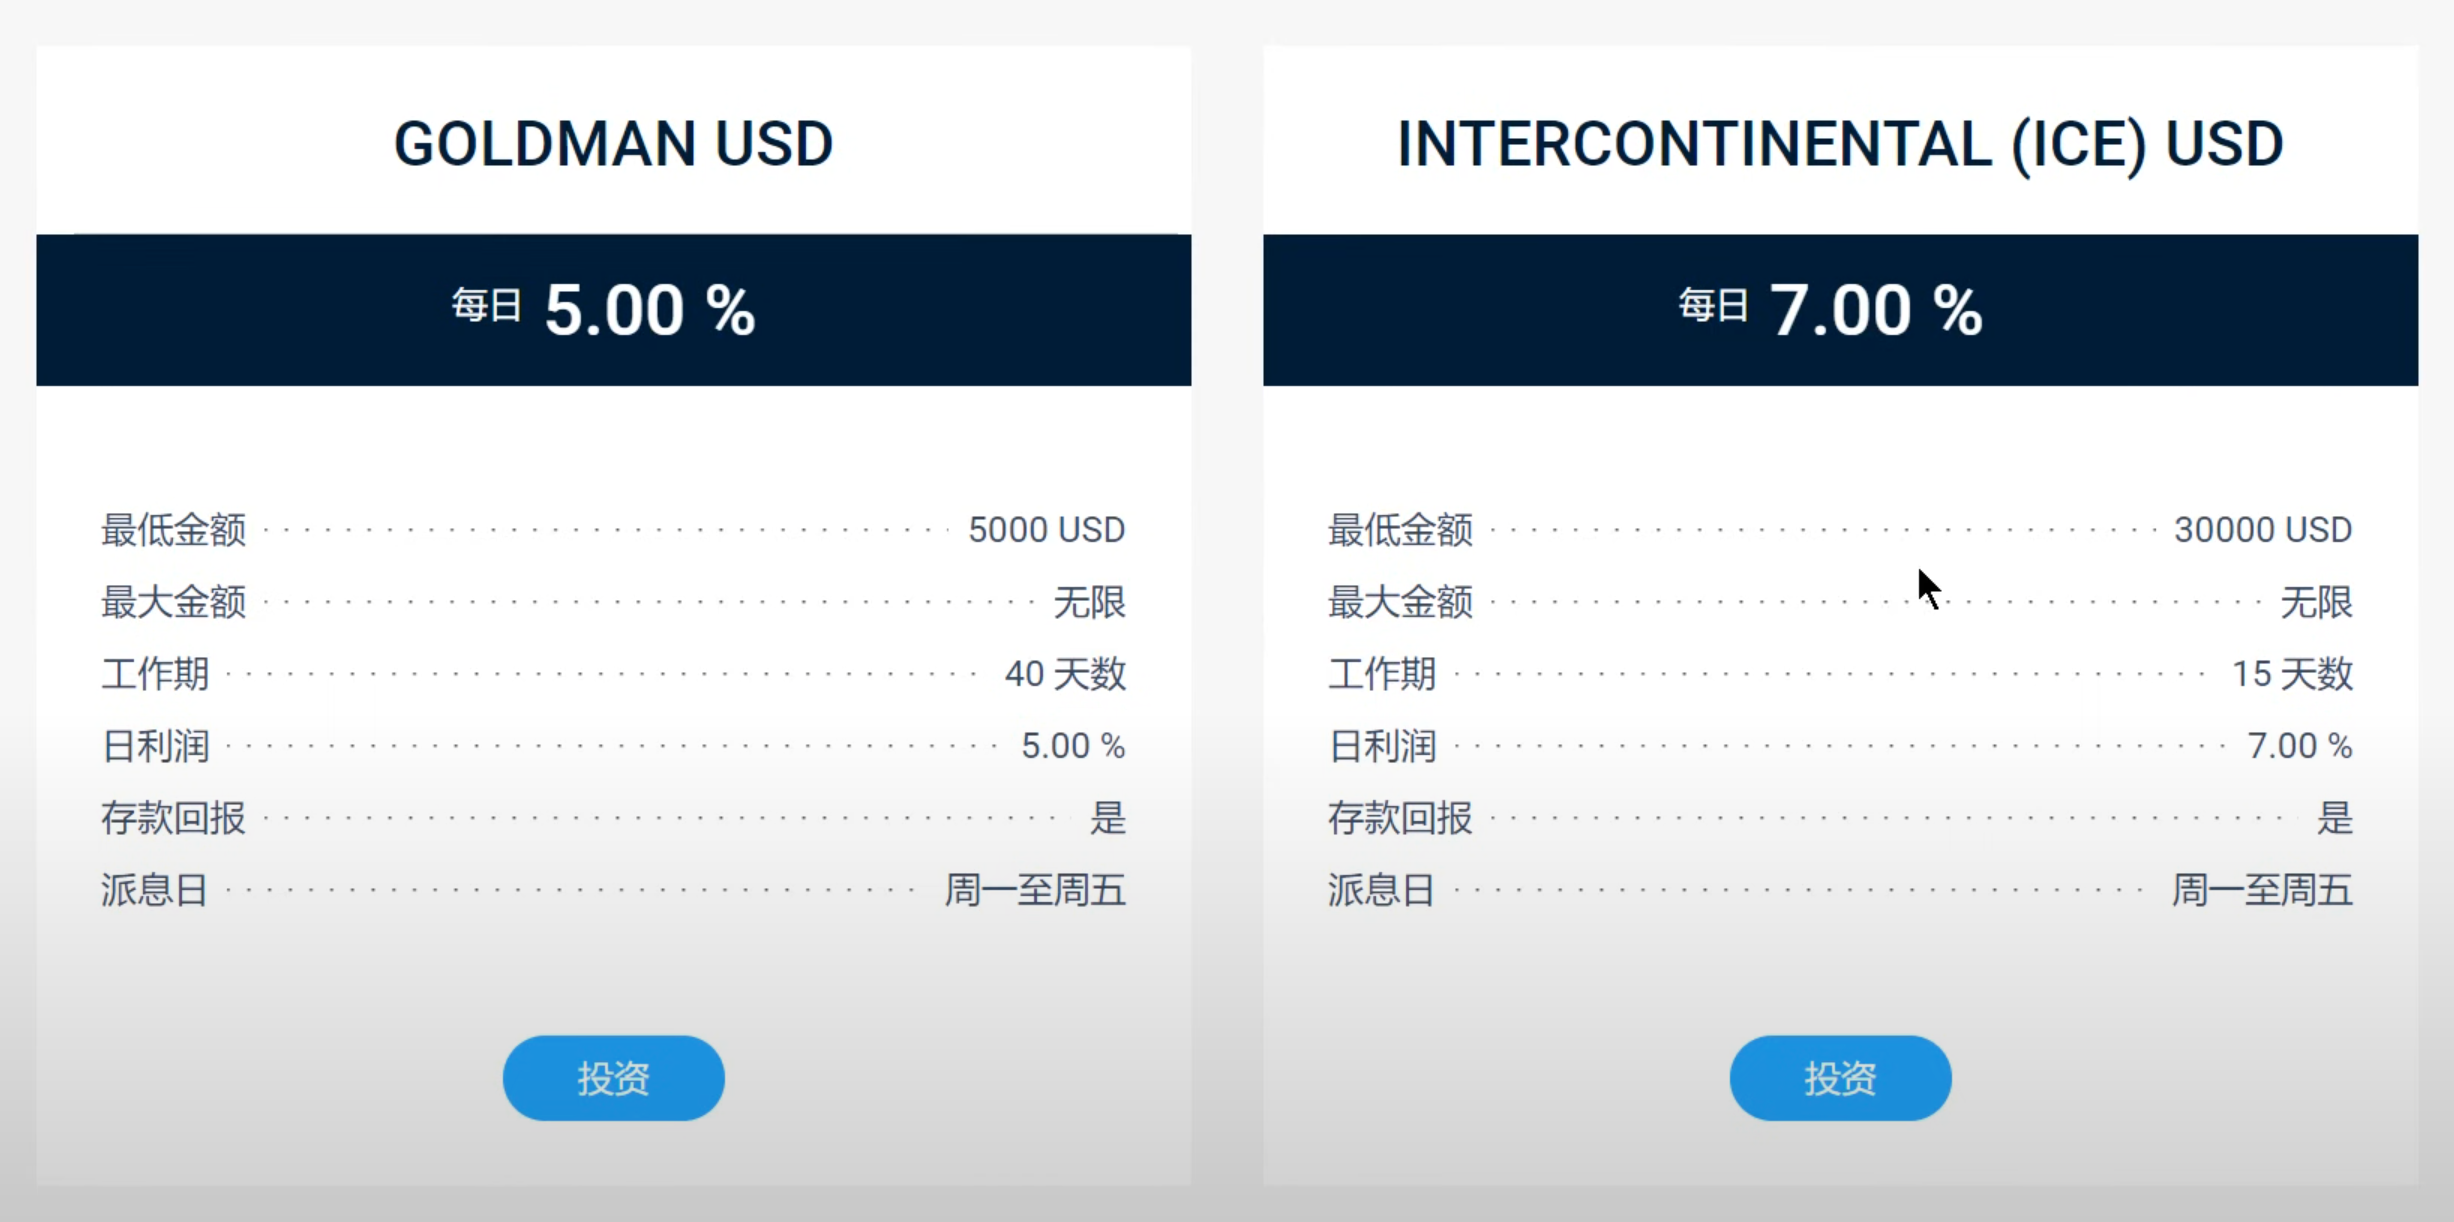 GOLDMAN USD
每日 5.00 %
最低金额 5000 USD
最大金额 无限
工作期 40 天数
日利润 5.00 %
存款回报 是
派息日 周一至周五
投资
INTERCONTINENTAL (ICE) USD
每日 7.00 %
最低金额 30000 USD
最大金额 无限
工作期 15 天数
日利润 7.00 %
存款回报 是
派息日 周一至周五
投资